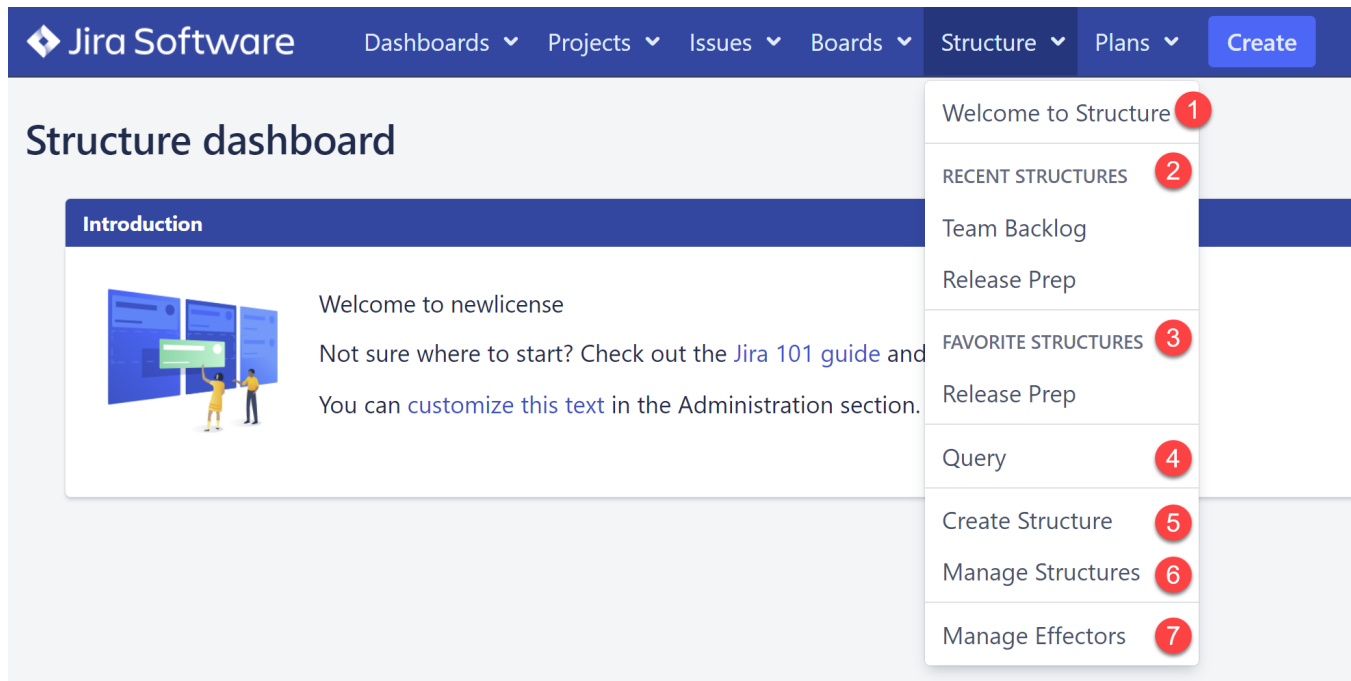 Jira Software Dashboards Projects Issues Boards Structure Plans Create
Structure dashboard
Introduction
Welcome to newlicense
Not sure where to start? Check out the Jira 101 guide and
You can customize this text in the Administration section.
Welcome to Structure 1
RECENT STRUCTURES 2
Team Backlog
Release Prep
FAVORITE STRUCTURES 3
Release Prep
Query 4
Create Structure 5
Manage Structures 6
Manage Effectors 7